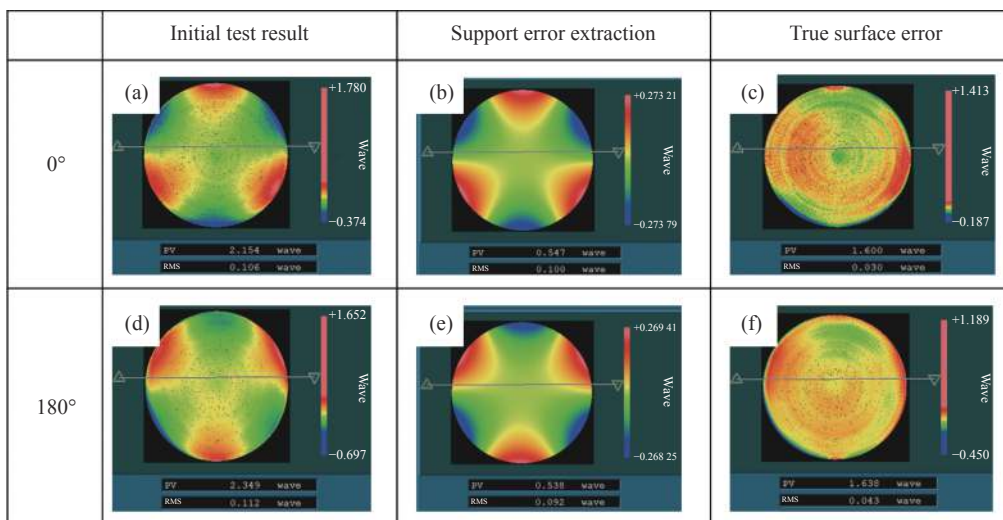 Initial test result
Support error extraction
True surface error
0°
(a)
+1.780
Wave
−0.374
PV 2.154 wave
RMS 0.106 wave
(b)
+0.273 21
Wave
−0.273 79
PV 0.547 wave
RMS 0.100 wave
(c)
+1.413
Wave
−0.187
PV 1.600 wave
RMS 0.030 wave
180°
(d)
+1.652
Wave
−0.697
PV 2.349 wave
RMS 0.112 wave
(e)
+0.269 41
Wave
−0.268 25
PV 0.538 wave
RMS 0.092 wave
(f)
+1.189
Wave
−0.450
PV 1.638 wave
RMS 0.043 wave